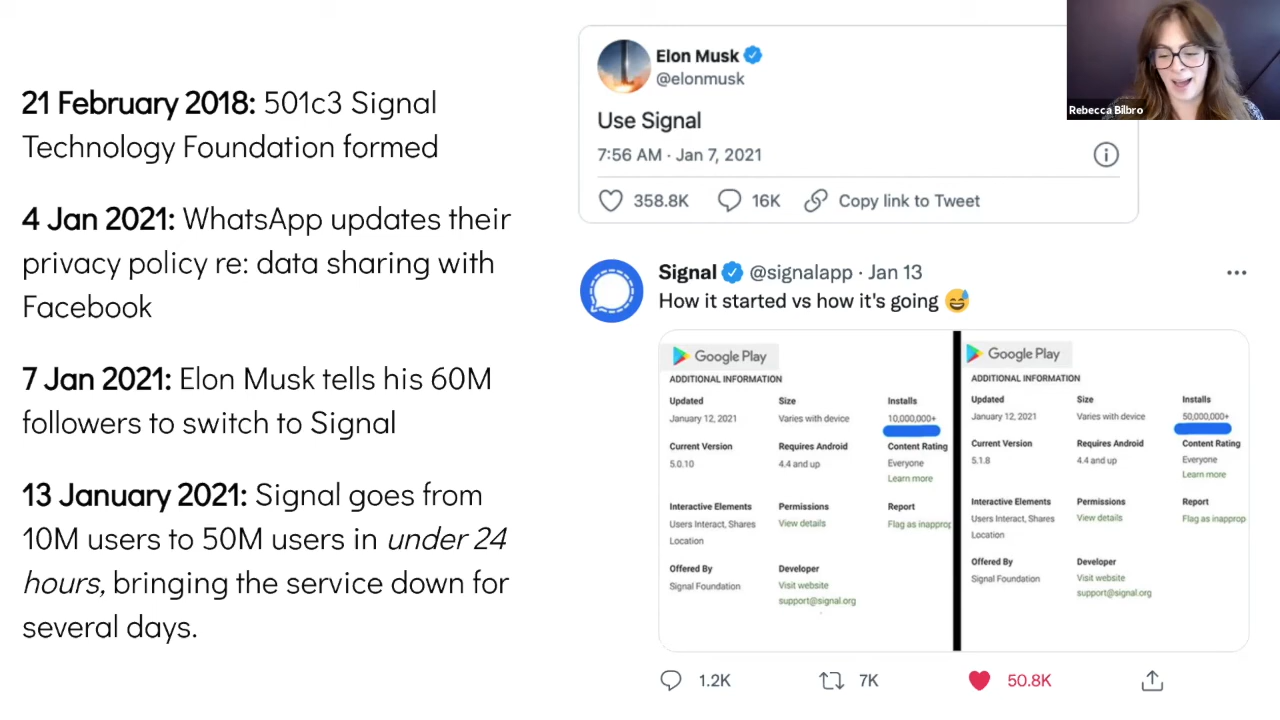 21 February 2018: 501c3 Signal
Technology Foundation formed
4 Jan 2021: WhatsApp updates their
privacy policy re: data sharing with
Facebook
7 Jan 2021: Elon Musk tells his 60M
followers to switch to Signal
13 January 2021: Signal goes from
10M users to 50M users in under 24
hours, bringing the service down for
several days.
Elon Musk
@elonmusk
Use Signal
7:56 AM · Jan 7, 2021
358.8K 16K Copy link to Tweet
Rebecca Bilbro
Signal @signalapp · Jan 13
How it started vs how it's going 😅
Google Play
ADDITIONAL INFORMATION
Updated Size Installs
January 12, 2021 Varies with device 10,000,000+
Current Version Requires Android Content Rating
5.0.10 4.4 and up Everyone
Learn more
Interactive Elements Permissions Report
Users Interact, Shares View details Flag as inapprop
Location
Offered By Developer
Signal Foundation Visit website
support@signal.org
Google Play
ADDITIONAL INFORMATION
Updated Size Installs
January 12, 2021 Varies with device 50,000,000+
Current Version Requires Android Content Rating
5.1.8 4.4 and up Everyone
Learn more
Interactive Elements Permissions Report
Users Interact, Shares View details Flag as inapprop
Location
Offered By Developer
Signal Foundation Visit website
support@signal.org
1.2K 7K 50.8K